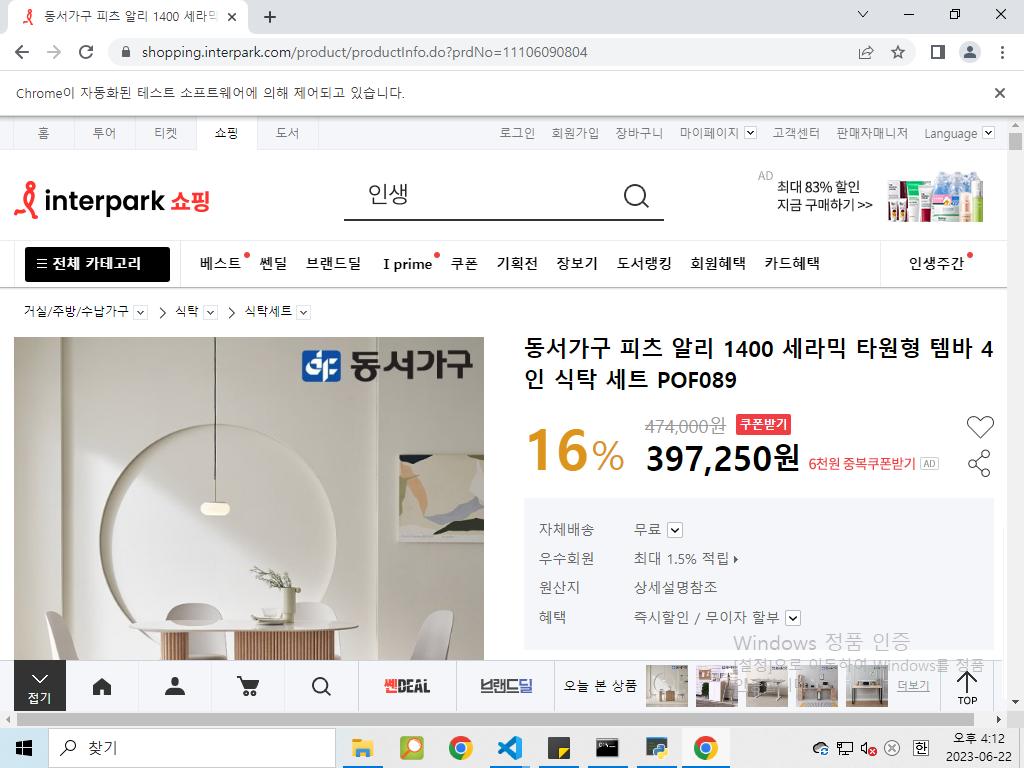 동서가구 피츠 알리 1400 세라믹
shopping.interpark.com/product/productInfo.do?prdNo=11106090804
Chrome이 자동화된 테스트 소프트웨어에 의해 제어되고 있습니다.
홈 투어 티켓 쇼핑 도서 로그인 회원가입 장바구니 마이페이지 고객센터 판매자매니저 Language
interpark 쇼핑
인생
AD 최대 83% 할인
지금 구매하기 >>
전체 카테고리 베스트 쎈딜 브랜드딜 I prime 쿠폰 기획전 장보기 도서랭킹 회원혜택 카드혜택 인생주간
거실/주방/수납가구 식탁 식탁세트
동서가구
동서가구 피츠 알리 1400 세라믹 타원형 템바 4
인 식탁 세트 POF089
16% 474,000원 쿠폰받기
397,250원 6천원 중복쿠폰받기 AD
자체배송 무료
우수회원 최대 1.5% 적립
원산지 상세설명참조
혜택 즉시할인 / 무이자 할부
Windows 정품 인증
[설정]으로 이동하여 Windows를 정품
접기 쎈DEAL 브랜드딜 오늘 본 상품 더보기 TOP
찾기
한
오후 4:12
2023-06-22